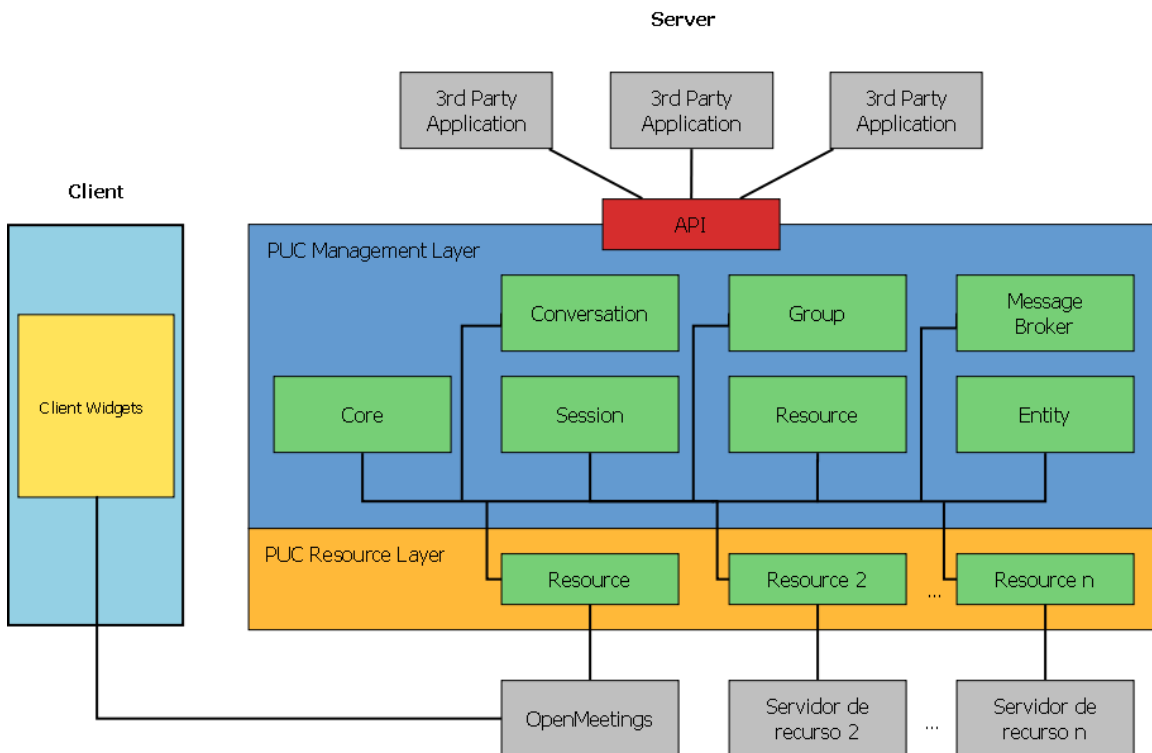 Server
3rd Party
Application
3rd Party
Application
3rd Party
Application
Client
API
PUC Management Layer
Conversation
Group
Message
Broker
Client Widgets
Core
Session
Resource
Entity
PUC Resource Layer
Resource
Resource 2
...
Resource n
OpenMeetings
Servidor de
recurso 2
...
Servidor de
recurso n